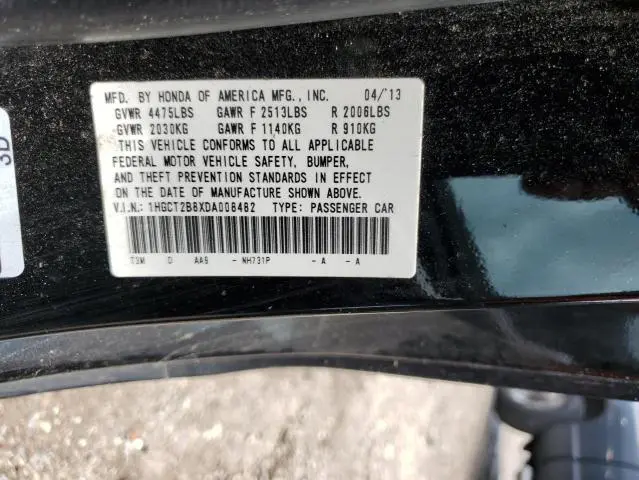 MFD. BY HONDA OF AMERICA MFG., INC. 04/13
GVWR 4475LBS GAWR F 2513LBS R 2006LBS
GVWR 2030KG GAWR F 1140KG R 910KG
THIS VEHICLE CONFORMS TO ALL APPLICABLE
FEDERAL MOTOR VEHICLE SAFETY, BUMPER,
AND THEFT PREVENTION STANDARDS IN EFFECT
ON THE DATE OF MANUFACTURE SHOWN ABOVE.
V.I.N.: 1HGCT2B8XDA008482 TYPE: PASSENGER CAR
T3M D AA9 - NH731P - A - A
3D